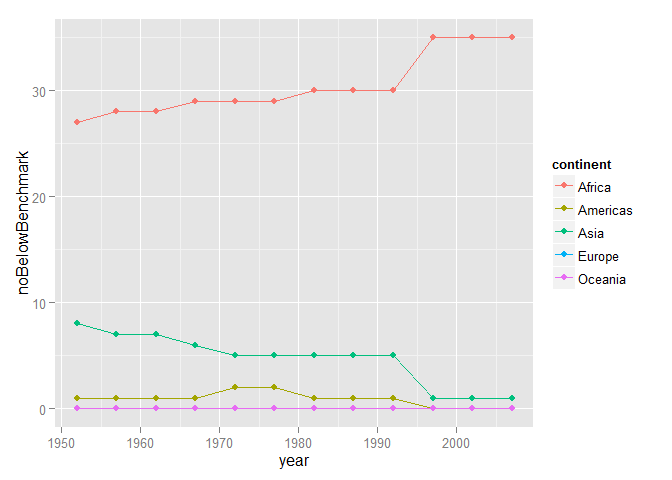 noBelowBenchmark
30
20
10
0
1950 1960 1970 1980 1990 2000
year
continent
Africa
Americas
Asia
Europe
Oceania